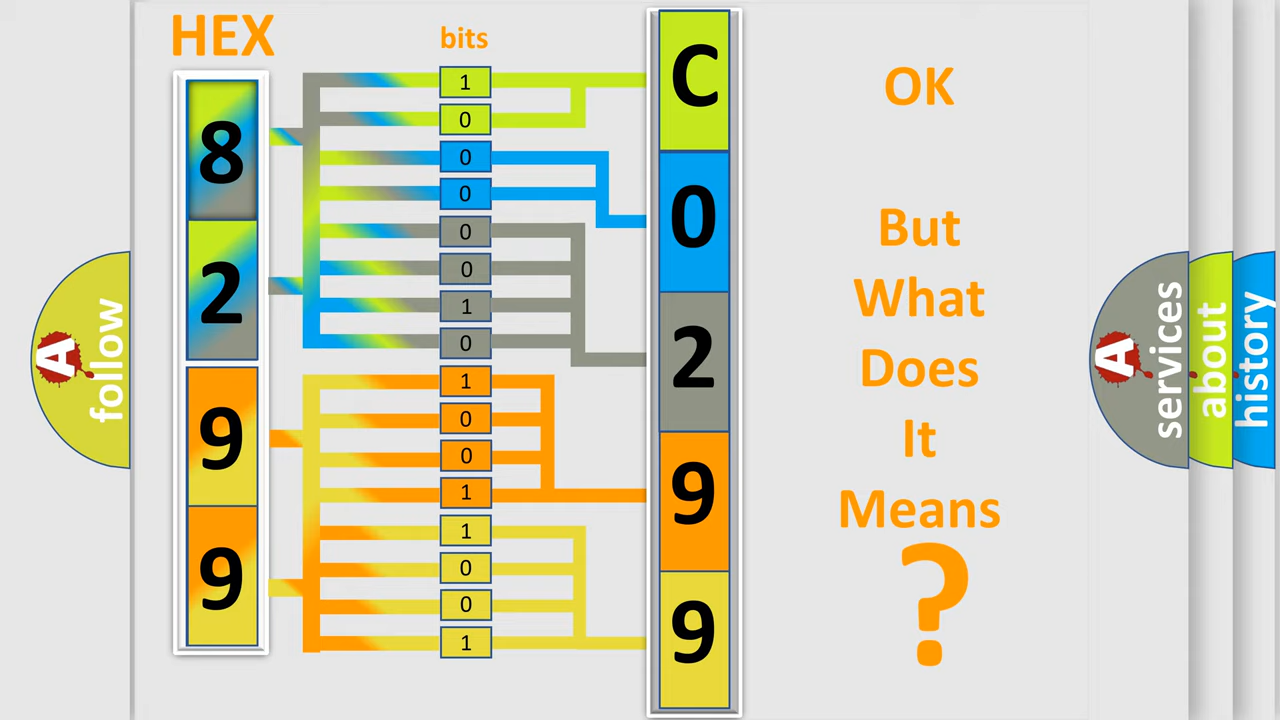 HEX
bits
8
2
9
9
1
0
0
0
0
0
1
0
1
0
0
1
1
0
0
1
C
0
2
9
9
OK
But
What
Does
It
Means
?
A
follow
A
services
about
history